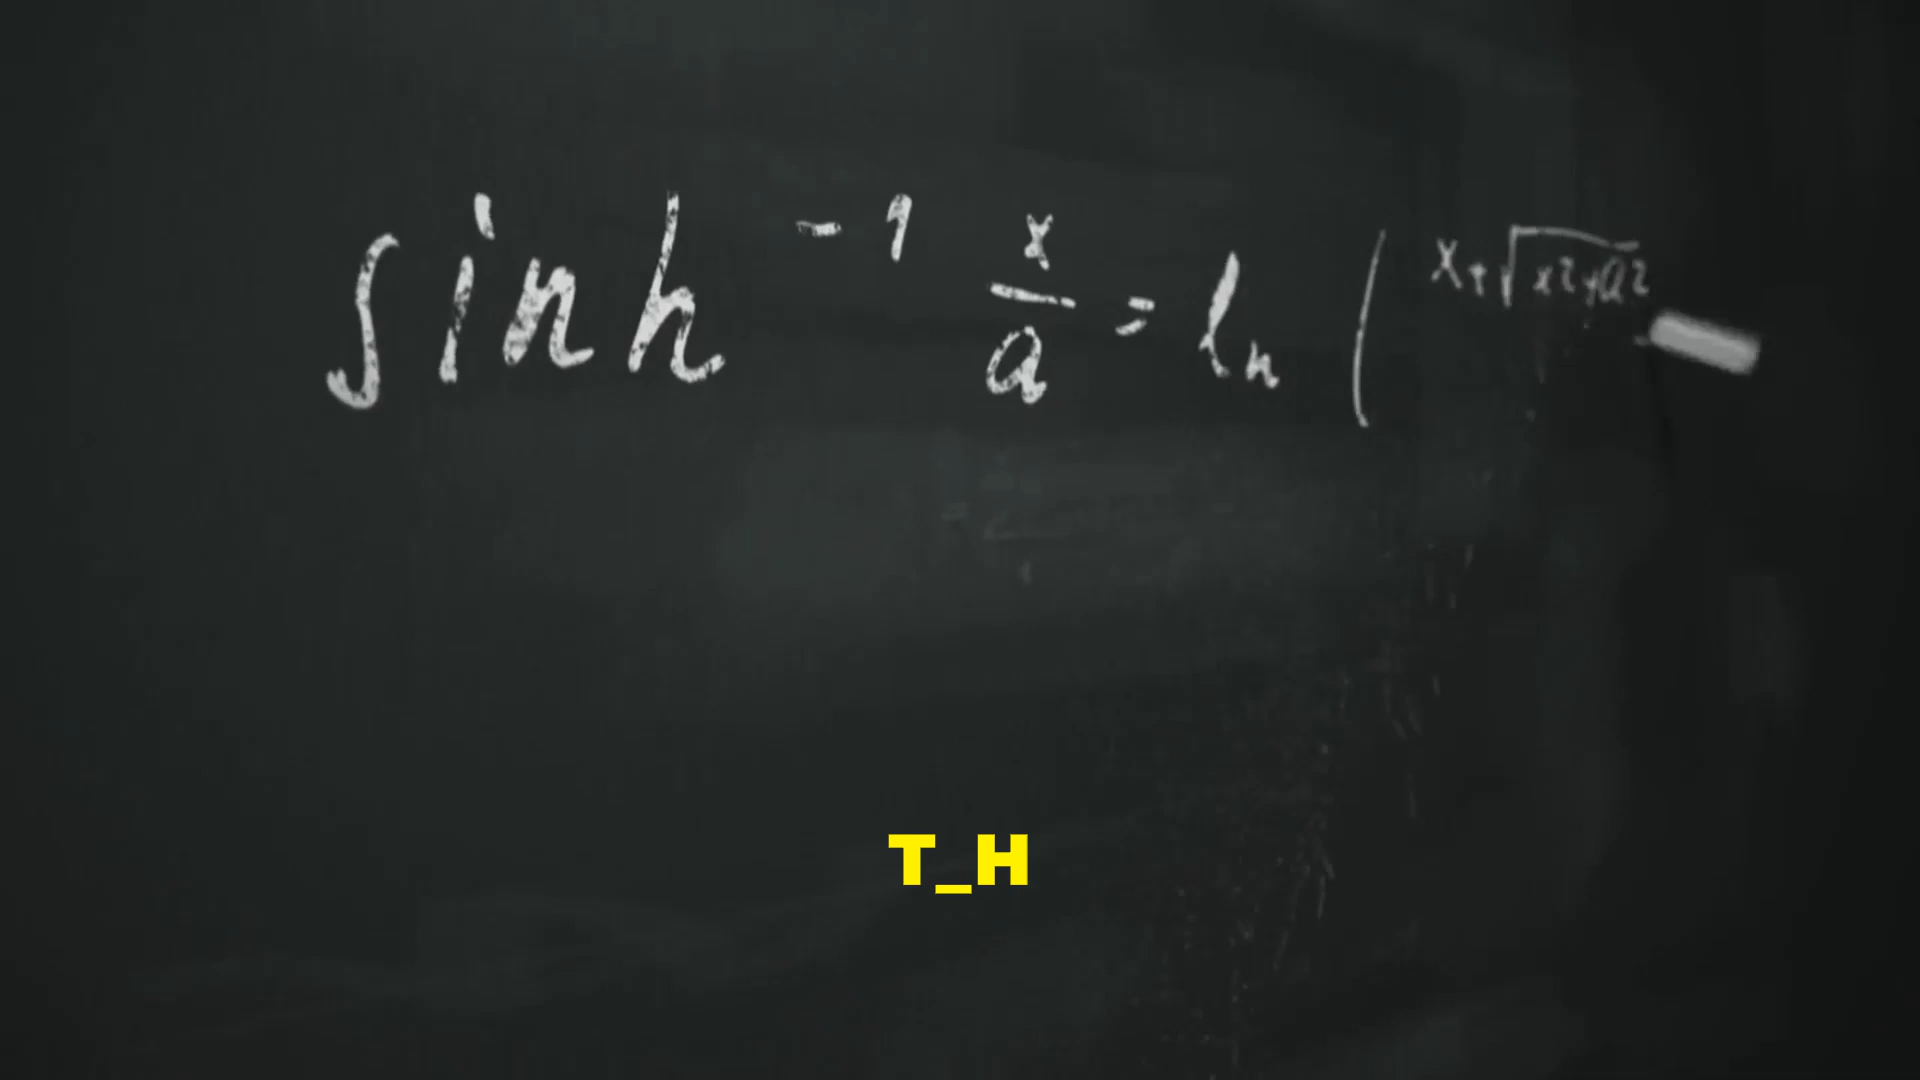 sinh -1 x/a = ln ( x+√x2+a2
T_H